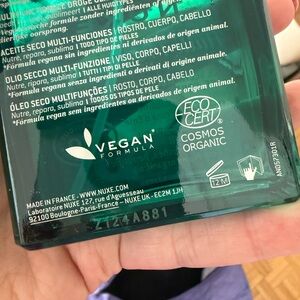 ACEITE SECO MULTI-FUNCIONES | ROSTRO, CUERPO, CABELLO
Nutre, repara, sublima | TODO TIPO DE PIELES
*Fórmula vegana sin ingredientes o derivados de origen animal.
OLIO SECCO MULTI-FUNZIONE | VISO, CORPO, CAPELLI
Nutre, ripara, sublima | TUTTI I TIPI DI PELLE
*Formula vegana senza ingredienti o derivati di origine animale.
ÓLEO SECO MULTIFUNÇÕES | ROSTO, CORPO, CABELO
Nutre, repara, sublima | TODOS OS TIPOS DE PELE
*Fórmula vegan sem ingredientes ou derivados de origem animal.
VEGAN*
FORMULA
ECO
CERT
COSMOS
ORGANIC
MADE IN FRANCE - WWW.NUXE.COM
Laboratoire NUXE 127, rue d'Aguesseau
92100 Boulogne-Paris-France - NUXE UK - EC2M 1JH
12 M
AN057301R
Z124A881